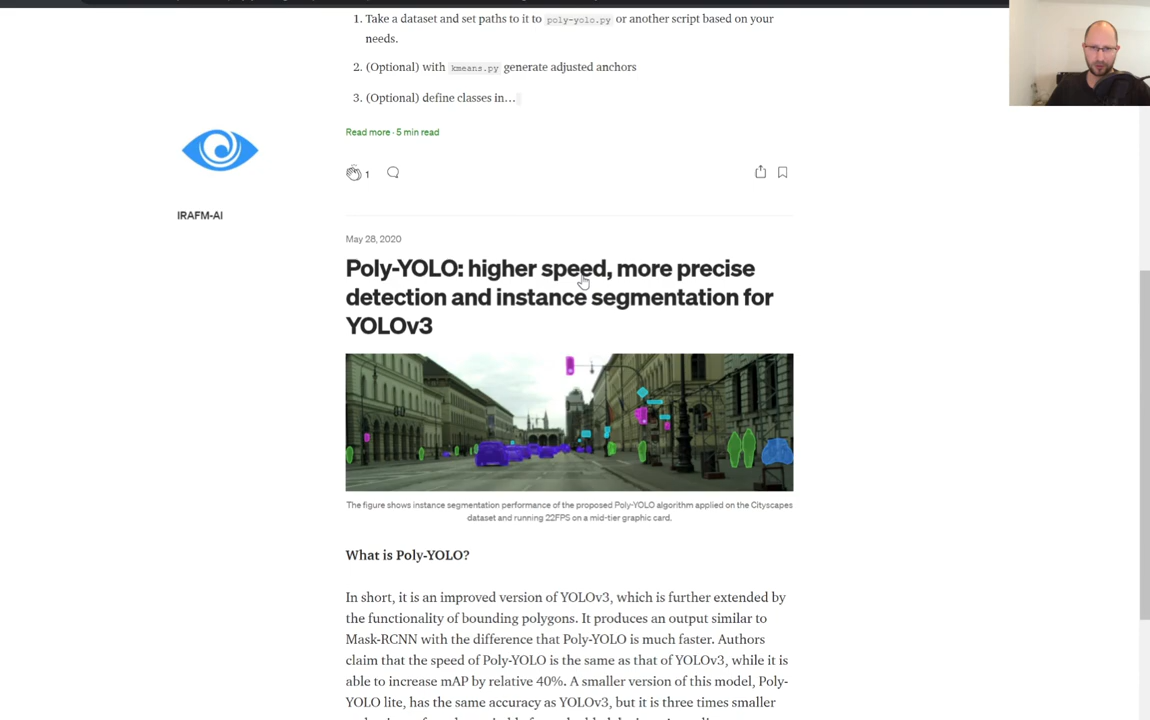 1. Take a dataset and set paths to it to poly-yolo.py or another script based on your
needs.
2. (Optional) with kmeans.py generate adjusted anchors
3. (Optional) define classes in…
Read more · 5 min read
1
IRAFM-AI
May 28, 2020
Poly-YOLO: higher speed, more precise
detection and instance segmentation for
YOLOv3
The figure shows instance segmentation performance of the proposed Poly-YOLO algorithm applied on the Cityscapes
dataset and running 22FPS on a mid-tier graphic card.
What is Poly-YOLO?
In short, it is an improved version of YOLOv3, which is further extended by
the functionality of bounding polygons. It produces an output similar to
Mask-RCNN with the difference that Poly-YOLO is much faster. Authors
claim that the speed of Poly-YOLO is the same as that of YOLOv3, while it is
able to increase mAP by relative 40%. A smaller version of this model, Poly-
YOLO lite, has the same accuracy as YOLOv3, but it is three times smaller